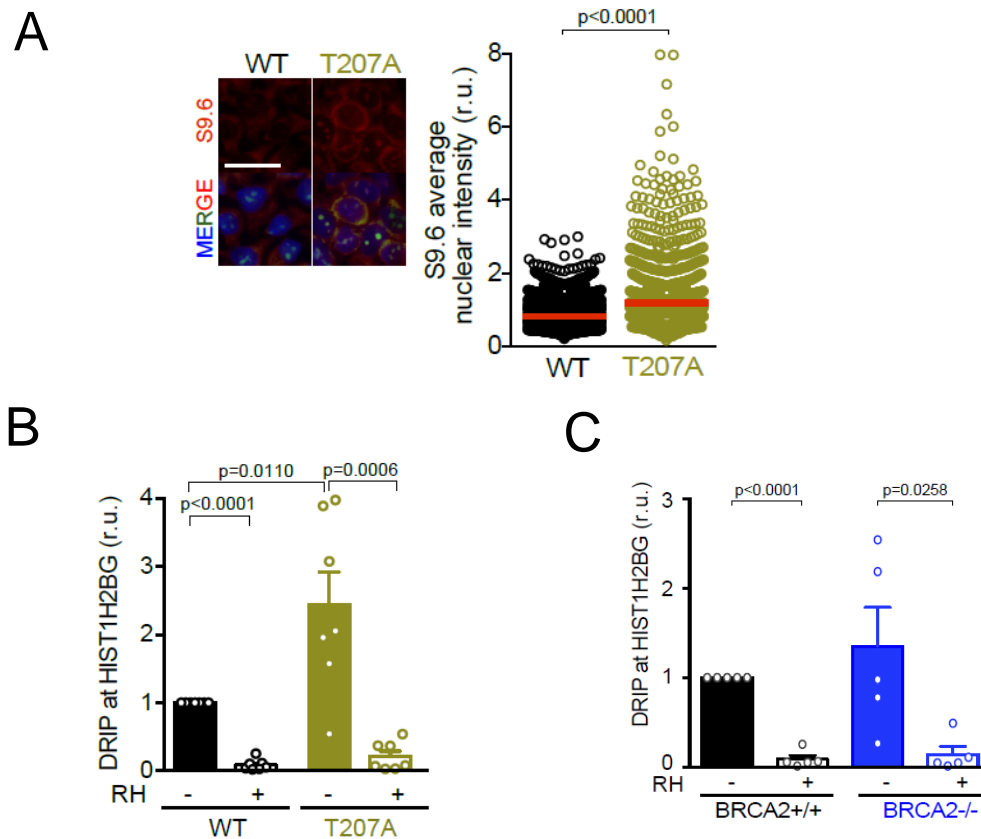 A
WT T207A
S9.6
MERGE
S9.6 average
nuclear intensity (r.u.)
p<0.0001
8
6
4
2
0
WT T207A
B
DRIP at HIST1H2BG (r.u.)
p=0.0110
p=0.0006
p<0.0001
4
3
2
1
0
RH - + - +
WT T207A
C
DRIP at HIST1H2BG (r.u.)
p<0.0001 p=0.0258
3
2
1
0
RH - + - +
BRCA2+/+ BRCA2-/-